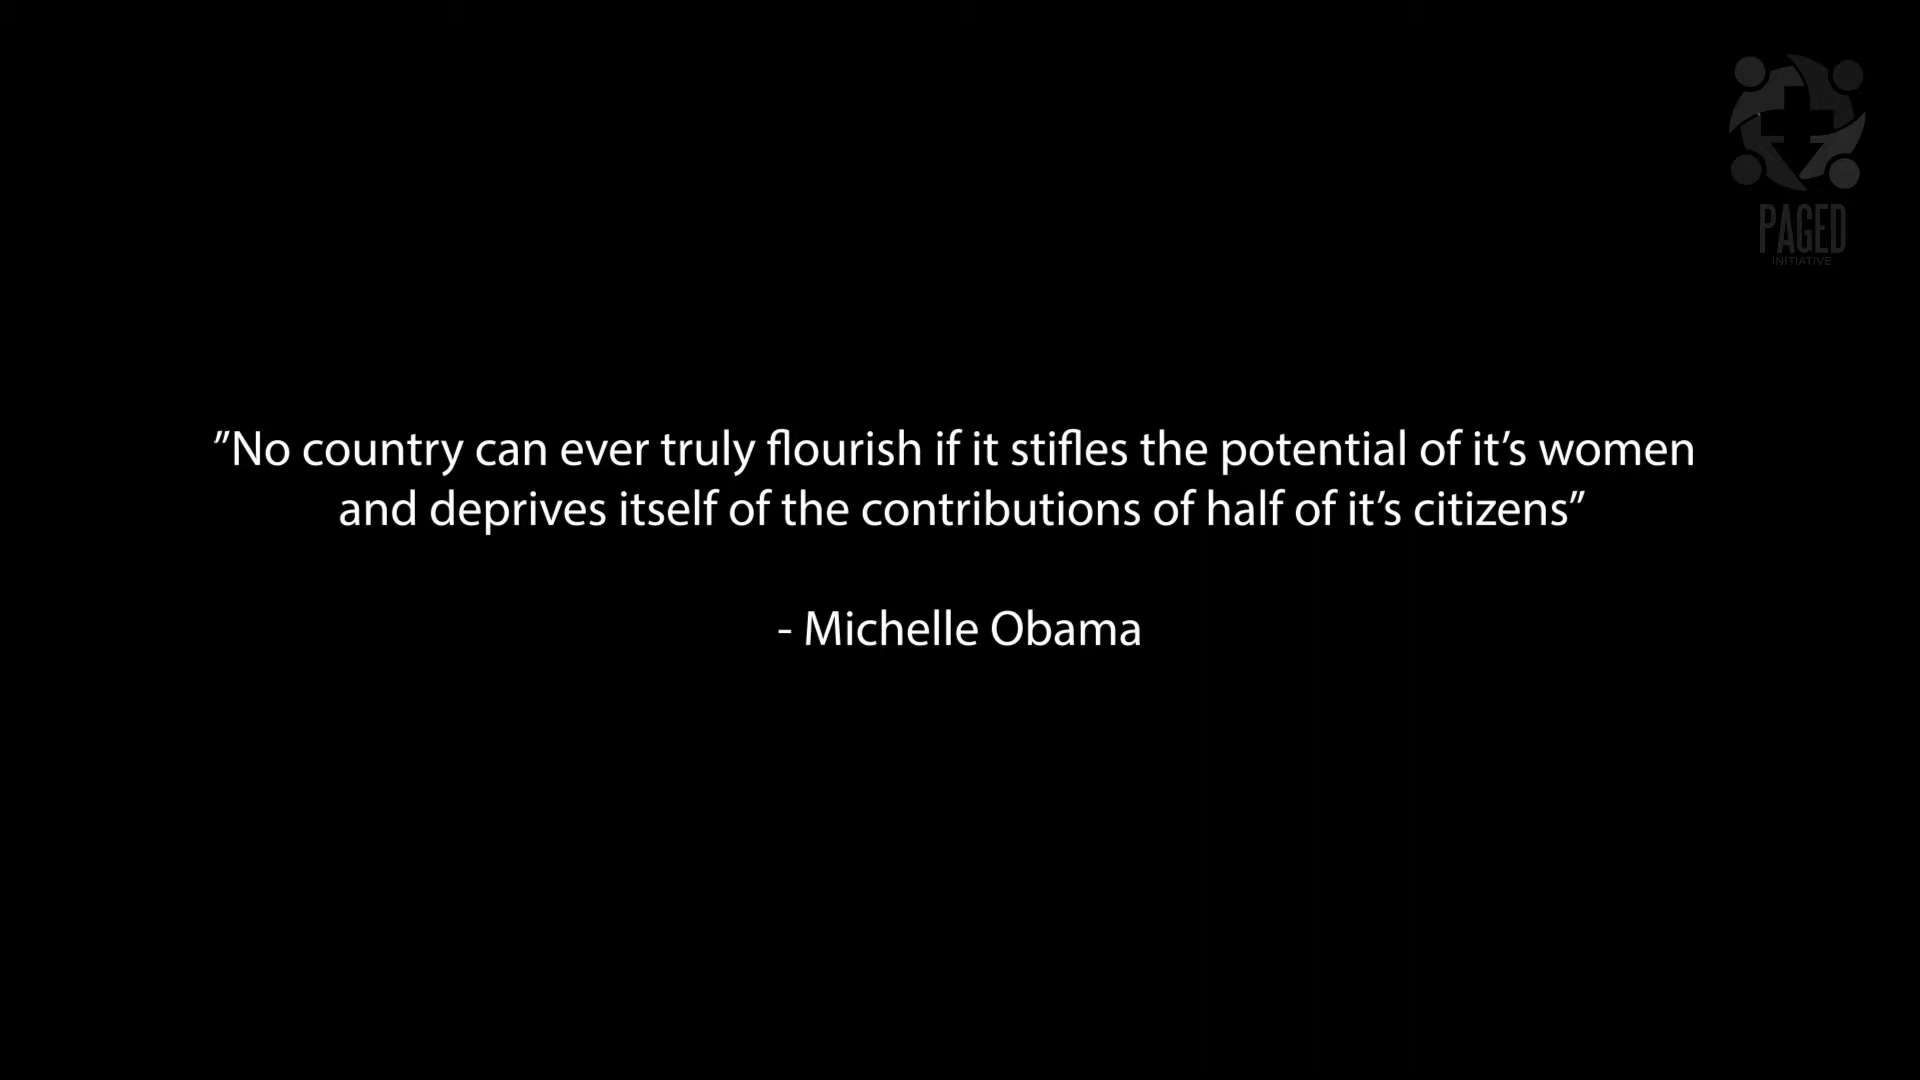 PAGED
INITIATIVE
”No country can ever truly flourish if it stifles the potential of it’s women
and deprives itself of the contributions of half of it’s citizens”
- Michelle Obama